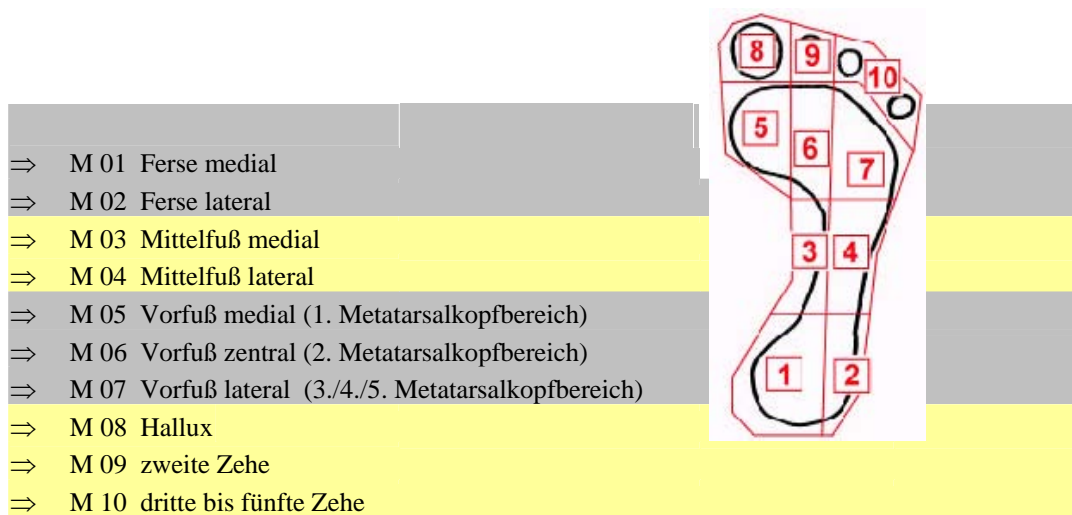 8
9
10
5
6
7
⇒ M 01 Ferse medial
⇒ M 02 Ferse lateral
⇒ M 03 Mittelfuß medial
3 4
⇒ M 04 Mittelfuß lateral
⇒ M 05 Vorfuß medial (1. Metatarsalkopfbereich)
⇒ M 06 Vorfuß zentral (2. Metatarsalkopfbereich)
1 2
⇒ M 07 Vorfuß lateral (3./4./5. Metatarsalkopfbereich)
⇒ M 08 Hallux
⇒ M 09 zweite Zehe
⇒ M 10 dritte bis fünfte Zehe